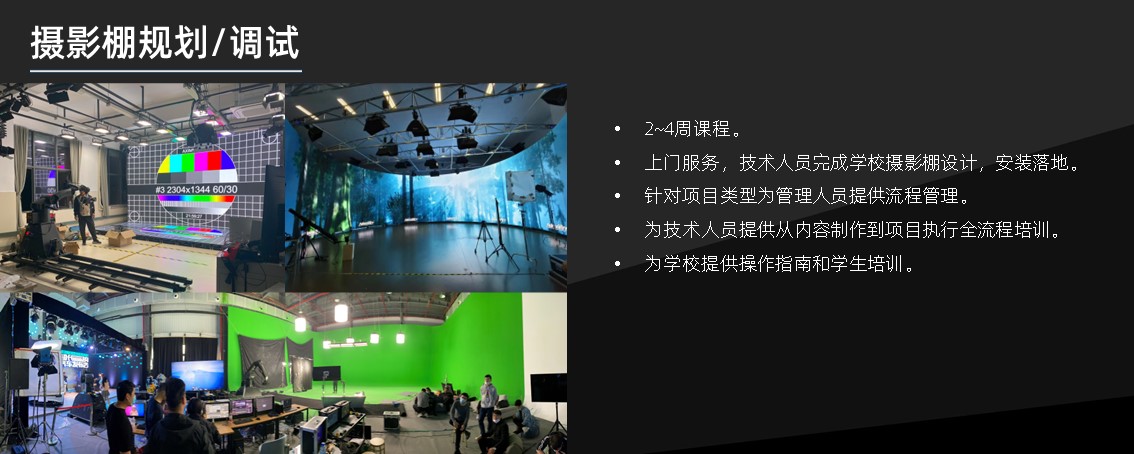 摄影棚规划/调试
#3 2304x1344 60/30
• 2~4周课程。
• 上门服务，技术人员完成学校摄影棚设计，安装落地。
• 针对项目类型为管理人员提供流程管理。
• 为技术人员提供从内容制作到项目执行全流程培训。
• 为学校提供操作指南和学生培训。